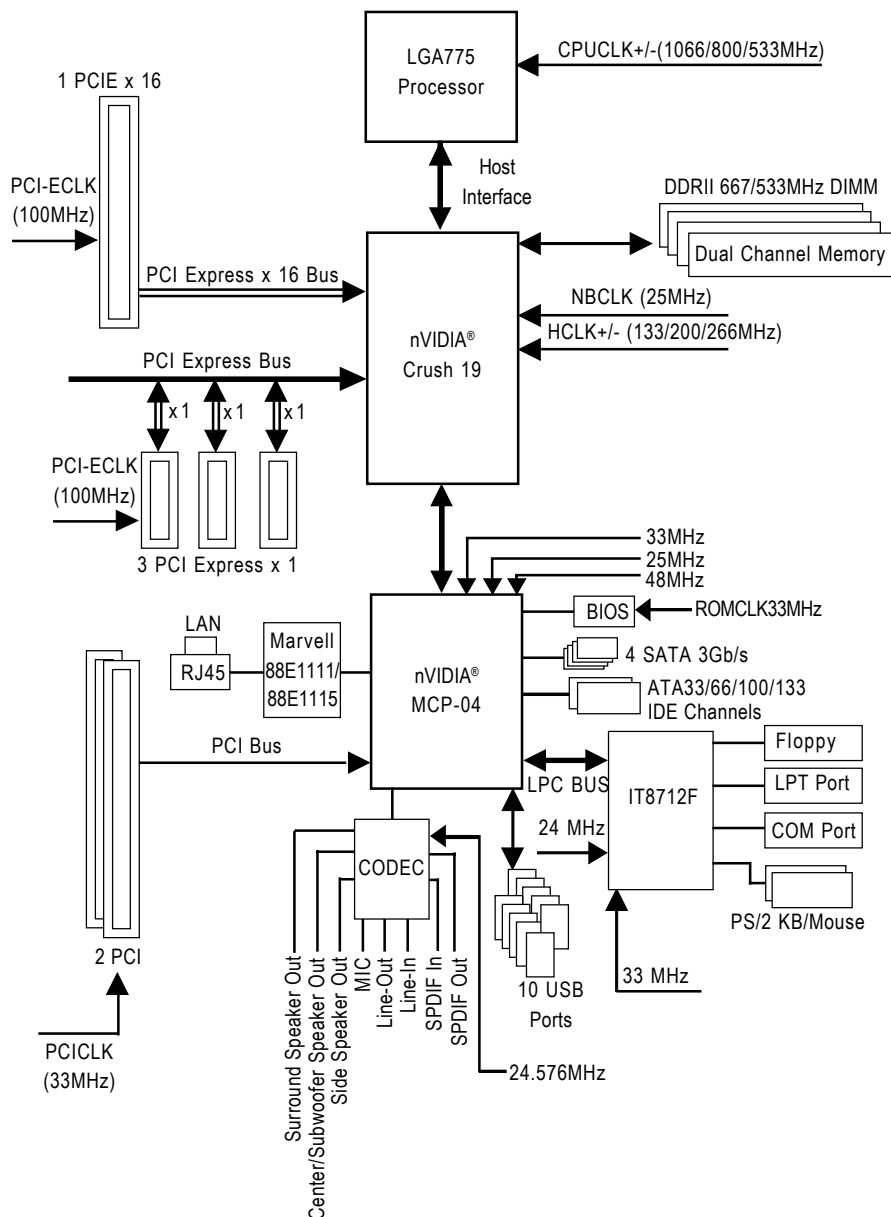 LGA775
Processor
CPUCLK+/-(1066/800/533MHz)
1 PCIE x 16
Host
Interface
PCI-ECLK
(100MHz)
DDRII 667/533MHz DIMM
Dual Channel Memory
PCI Express x 16 Bus
NBCLK (25MHz)
nVIDIA®
Crush 19
HCLK+/- (133/200/266MHz)
PCI Express Bus
x 1
x 1
x 1
PCI-ECLK
(100MHz)
3 PCI Express x 1
33MHz
25MHz
48MHz
BIOS
ROMCLK33MHz
LAN
RJ45
Marvell
88E1111/
88E1115
nVIDIA®
MCP-04
4 SATA 3Gb/s
ATA33/66/100/133
IDE Channels
PCI Bus
LPC BUS
IT8712F
Floppy
LPT Port
COM Port
PS/2 KB/Mouse
24 MHz
33 MHz
CODEC
2 PCI
PCICLK
(33MHz)
Surround Speaker Out
Center/Subwoofer Speaker Out
Side Speaker Out
MIC
Line-Out
Line-In
SPDIF In
SPDIF Out
10 USB
Ports
24.576MHz